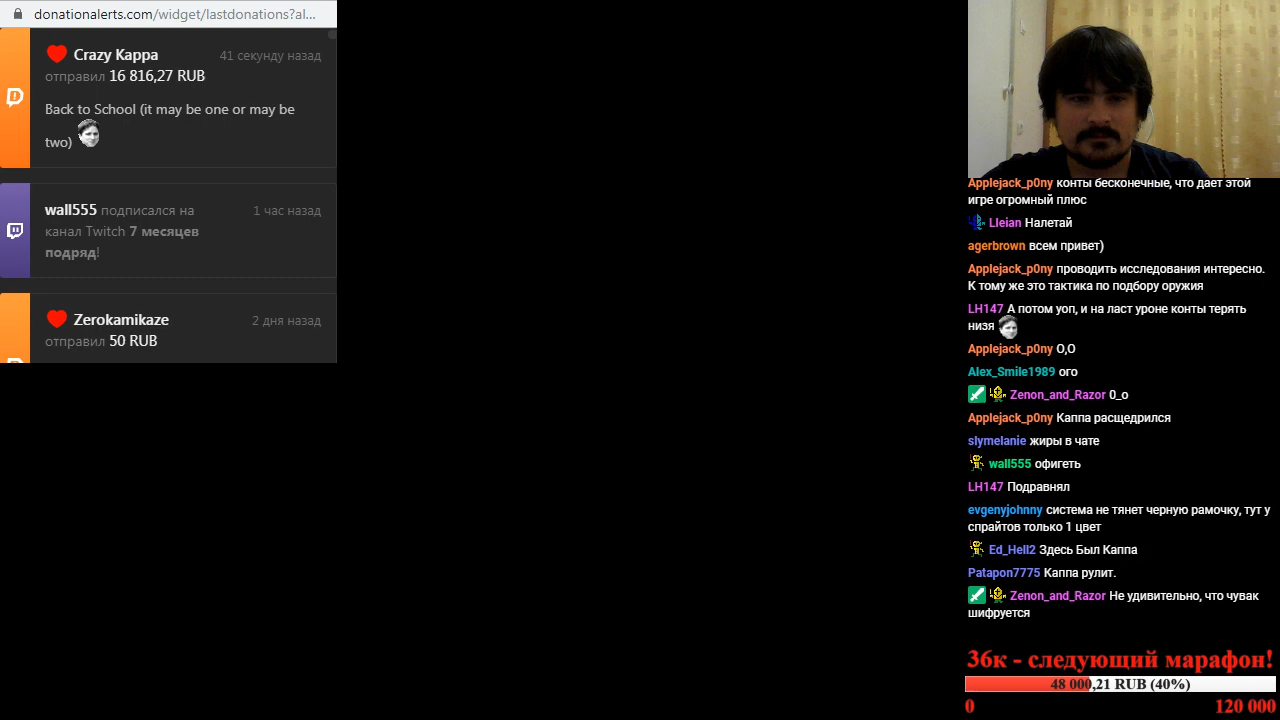 donationalerts.com/widget/lastdonations?al...
Crazy Kappa 41 секунду назад
отправил 16 816,27 RUB
Back to School (it may be one or may be
two)
wall555 подписался на 1 час назад
канал Twitch 7 месяцев
подряд!
Zerokamikaze 2 дня назад
отправил 50 RUB
Applejack_p0ny конты бесконечные, что дает этой
игре огромный плюс
Lleian Налетай
agerbrown всем привет)
Applejack_p0ny проводить исследования интересно.
К тому же это тактика по подбору оружия
LH147 А потом уоп, и на ласт уроне конты терять
низя
Applejack_p0ny О,О
Alex_Smile1989 ого
Zenon_and_Razor 0_о
Applejack_p0ny Каппа расщедрился
slymelanie жиры в чате
wall555 офигеть
LH147 Подравнял
evgenyjohnny система не тянет черную рамочку, тут у
спрайтов только 1 цвет
Ed_Hell2 Здесь Был Каппа
Patapon7775 Каппа рулит.
Zenon_and_Razor Не удивительно, что чувак
шифруется
36к - следующий марафон!
48 000,21 RUB (40%)
0 120 000